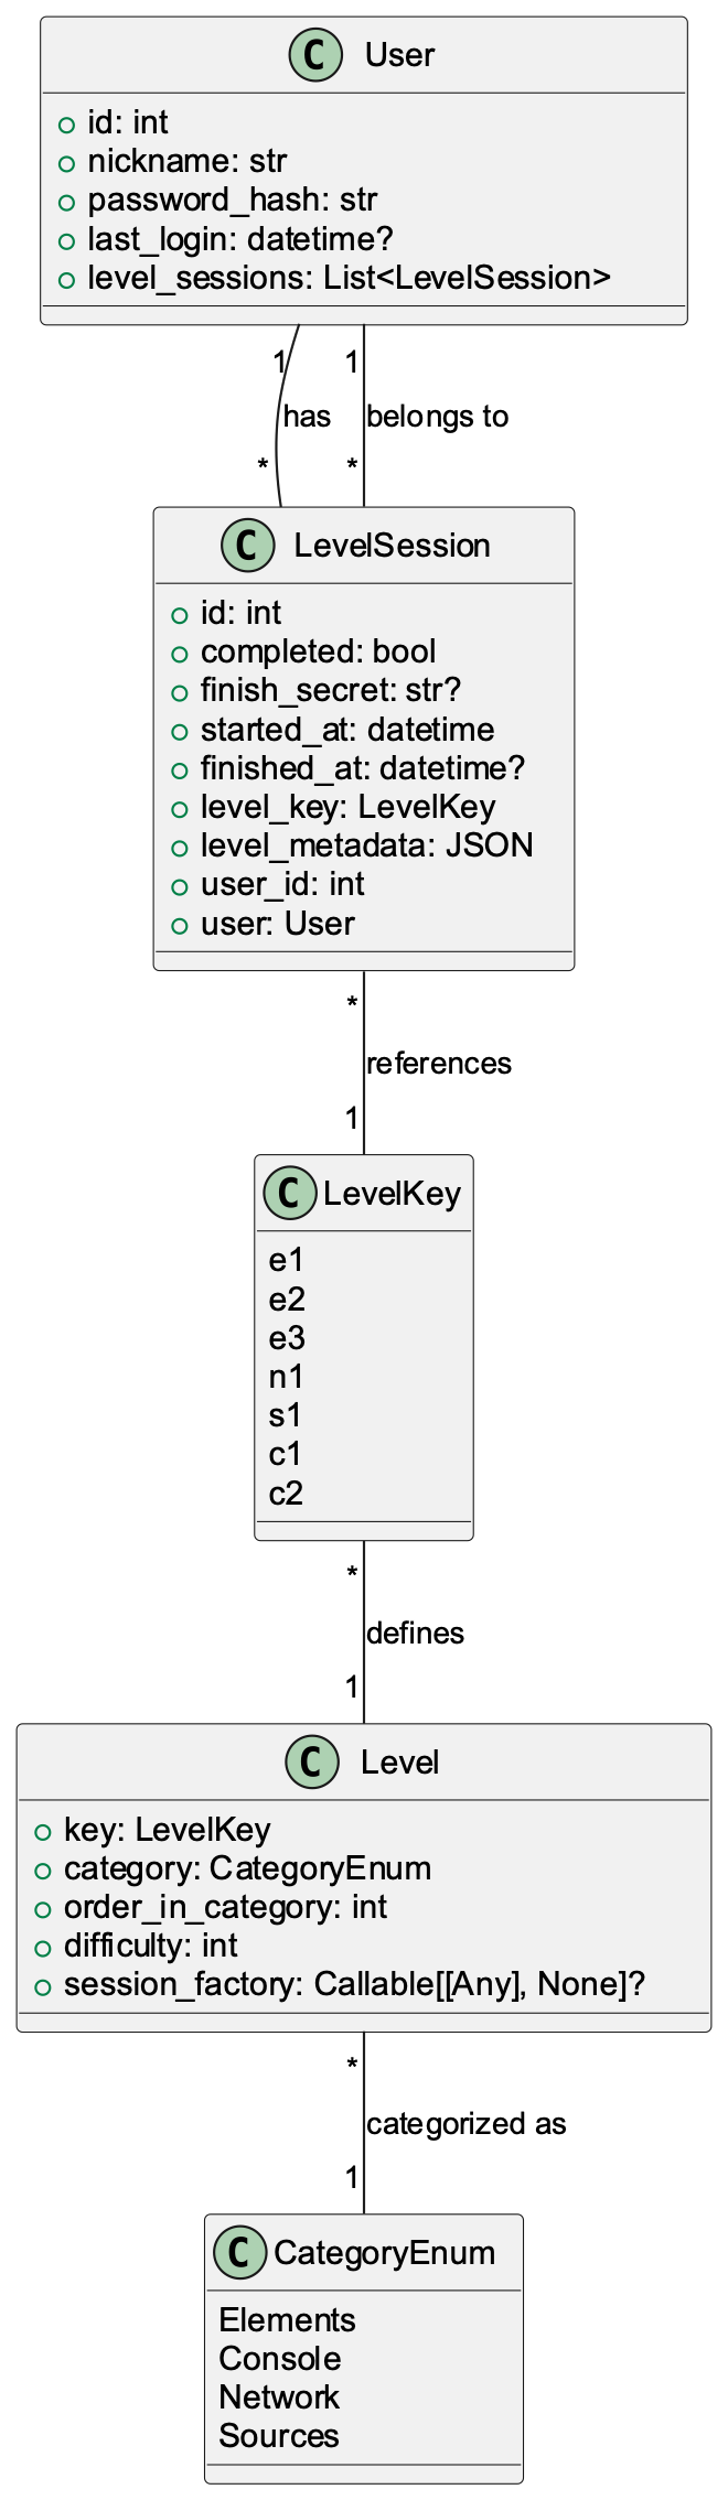 C User
id: int
nickname: str
password_hash: str
last_login: datetime?
level_sessions: List<LevelSession>
1 1
has belongs to
* *
C LevelSession
id: int
completed: bool
finish_secret: str?
started_at: datetime
finished_at: datetime?
level_key: LevelKey
level_metadata: JSON
user_id: int
user: User
*
references
1
C LevelKey
e1
e2
e3
n1
s1
c1
c2
*
defines
1
C Level
key: LevelKey
category: CategoryEnum
order_in_category: int
difficulty: int
session_factory: Callable[[Any], None]?
*
categorized as
1
C CategoryEnum
Elements
Console
Network
Sources